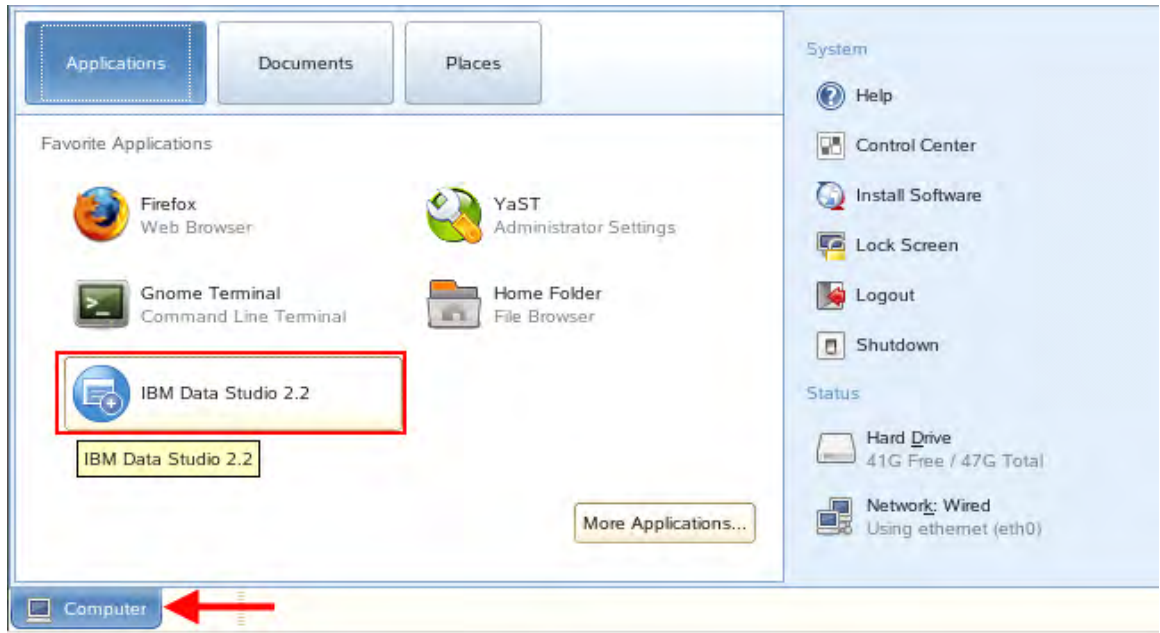 Applications
Documents
Places
Favorite Applications
Firefox
Web Browser
YaST
Administrator Settings
Gnome Terminal
Command Line Terminal
Home Folder
File Browser
IBM Data Studio 2.2
IBM Data Studio 2.2
More Applications...
System
Help
Control Center
Install Software
Lock Screen
Logout
Shutdown
Status
Hard Drive
41G Free / 47G Total
Network: Wired
Using ethernet (eth0)
Computer